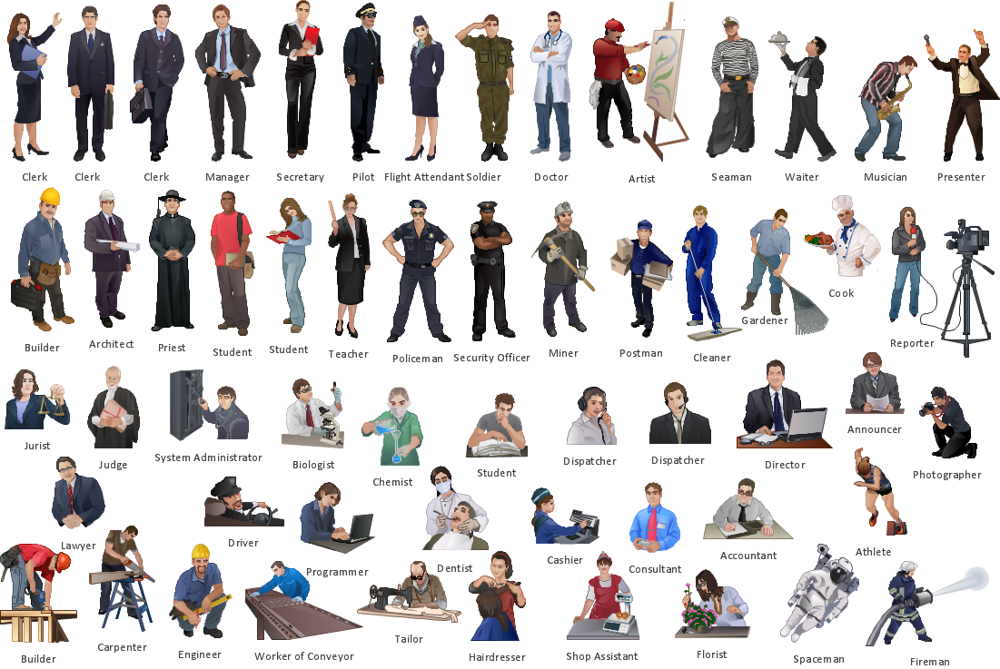 Clerk
Clerk
Clerk
Manager
Secretary
Pilot
Flight Attendant
Soldier
Doctor
Artist
Seaman
Waiter
Musician
Presenter
Builder
Architect
Priest
Student
Student
Teacher
Policeman
Security Officer
Miner
Postman
Cleaner
Gardener
Cook
Reporter
Jurist
Judge
System Administrator
Biologist
Chemist
Student
Dispatcher
Dispatcher
Director
Announcer
Photographer
Lawyer
Driver
Programmer
Dentist
Cashier
Consultant
Accountant
Athlete
Builder
Carpenter
Engineer
Worker of Conveyor
Tailor
Hairdresser
Shop Assistant
Florist
Spaceman
Fireman